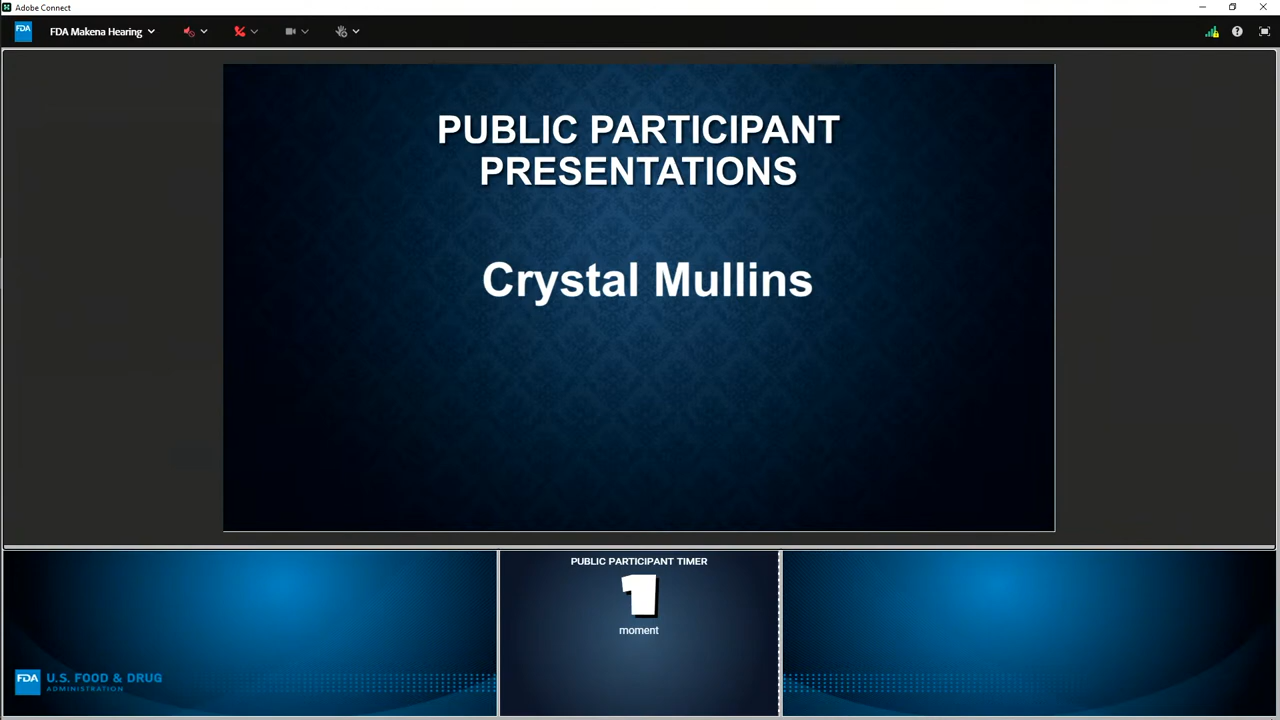 Adobe Connect
FDA
FDA Makena Hearing
PUBLIC PARTICIPANT
PRESENTATIONS
Crystal Mullins
PUBLIC PARTICIPANT TIMER
1
moment
FDA
U.S. FOOD & DRUG
ADMINISTRATION